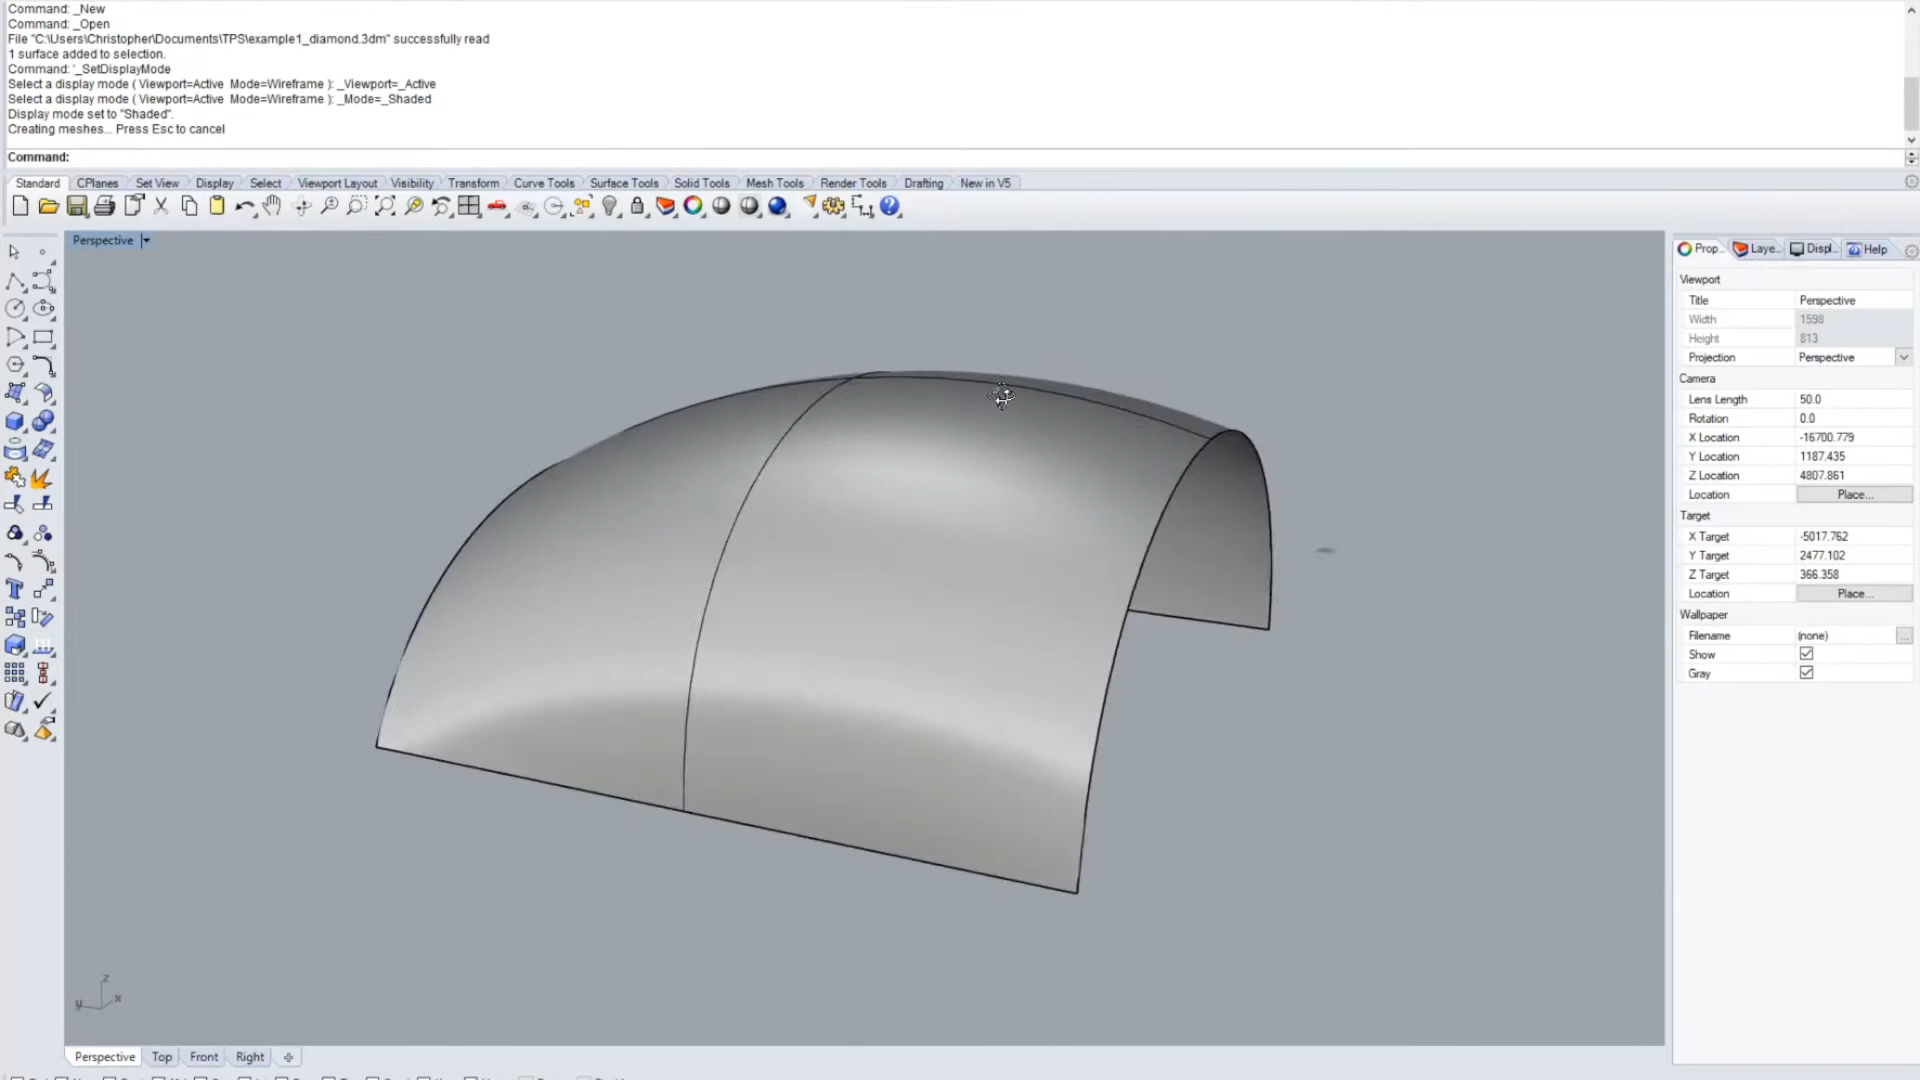 Command: _New
Command: _Open
File "C:\Users\Christopher\Documents\TPS\example1_diamond.3dm" successfully read
1 surface added to selection.
Command: '_SetDisplayMode
Select a display mode ( Viewport=Active  Mode=Wireframe ): _Viewport=_Active
Select a display mode ( Viewport=Active  Mode=Wireframe ): _Mode=_Shaded
Display mode set to "Shaded".
Creating meshes... Press Esc to cancel
Command:
Standard CPlanes Set View Display Select Viewport Layout Visibility Transform Curve Tools Surface Tools Solid Tools Mesh Tools Render Tools Drafting New in V5
Perspective
Prop... Laye... Displ... Help
Viewport
Title Perspective
Width 1598
Height 813
Projection Perspective
Camera
Lens Length 50.0
Rotation 0.0
X Location -16700.779
Y Location 1187.435
Z Location 4807.861
Location Place...
Target
X Target -5017.762
Y Target 2477.102
Z Target 366.358
Location Place...
Wallpaper
Filename (none) ...
Show
Gray
z
y x
Perspective Top Front Right